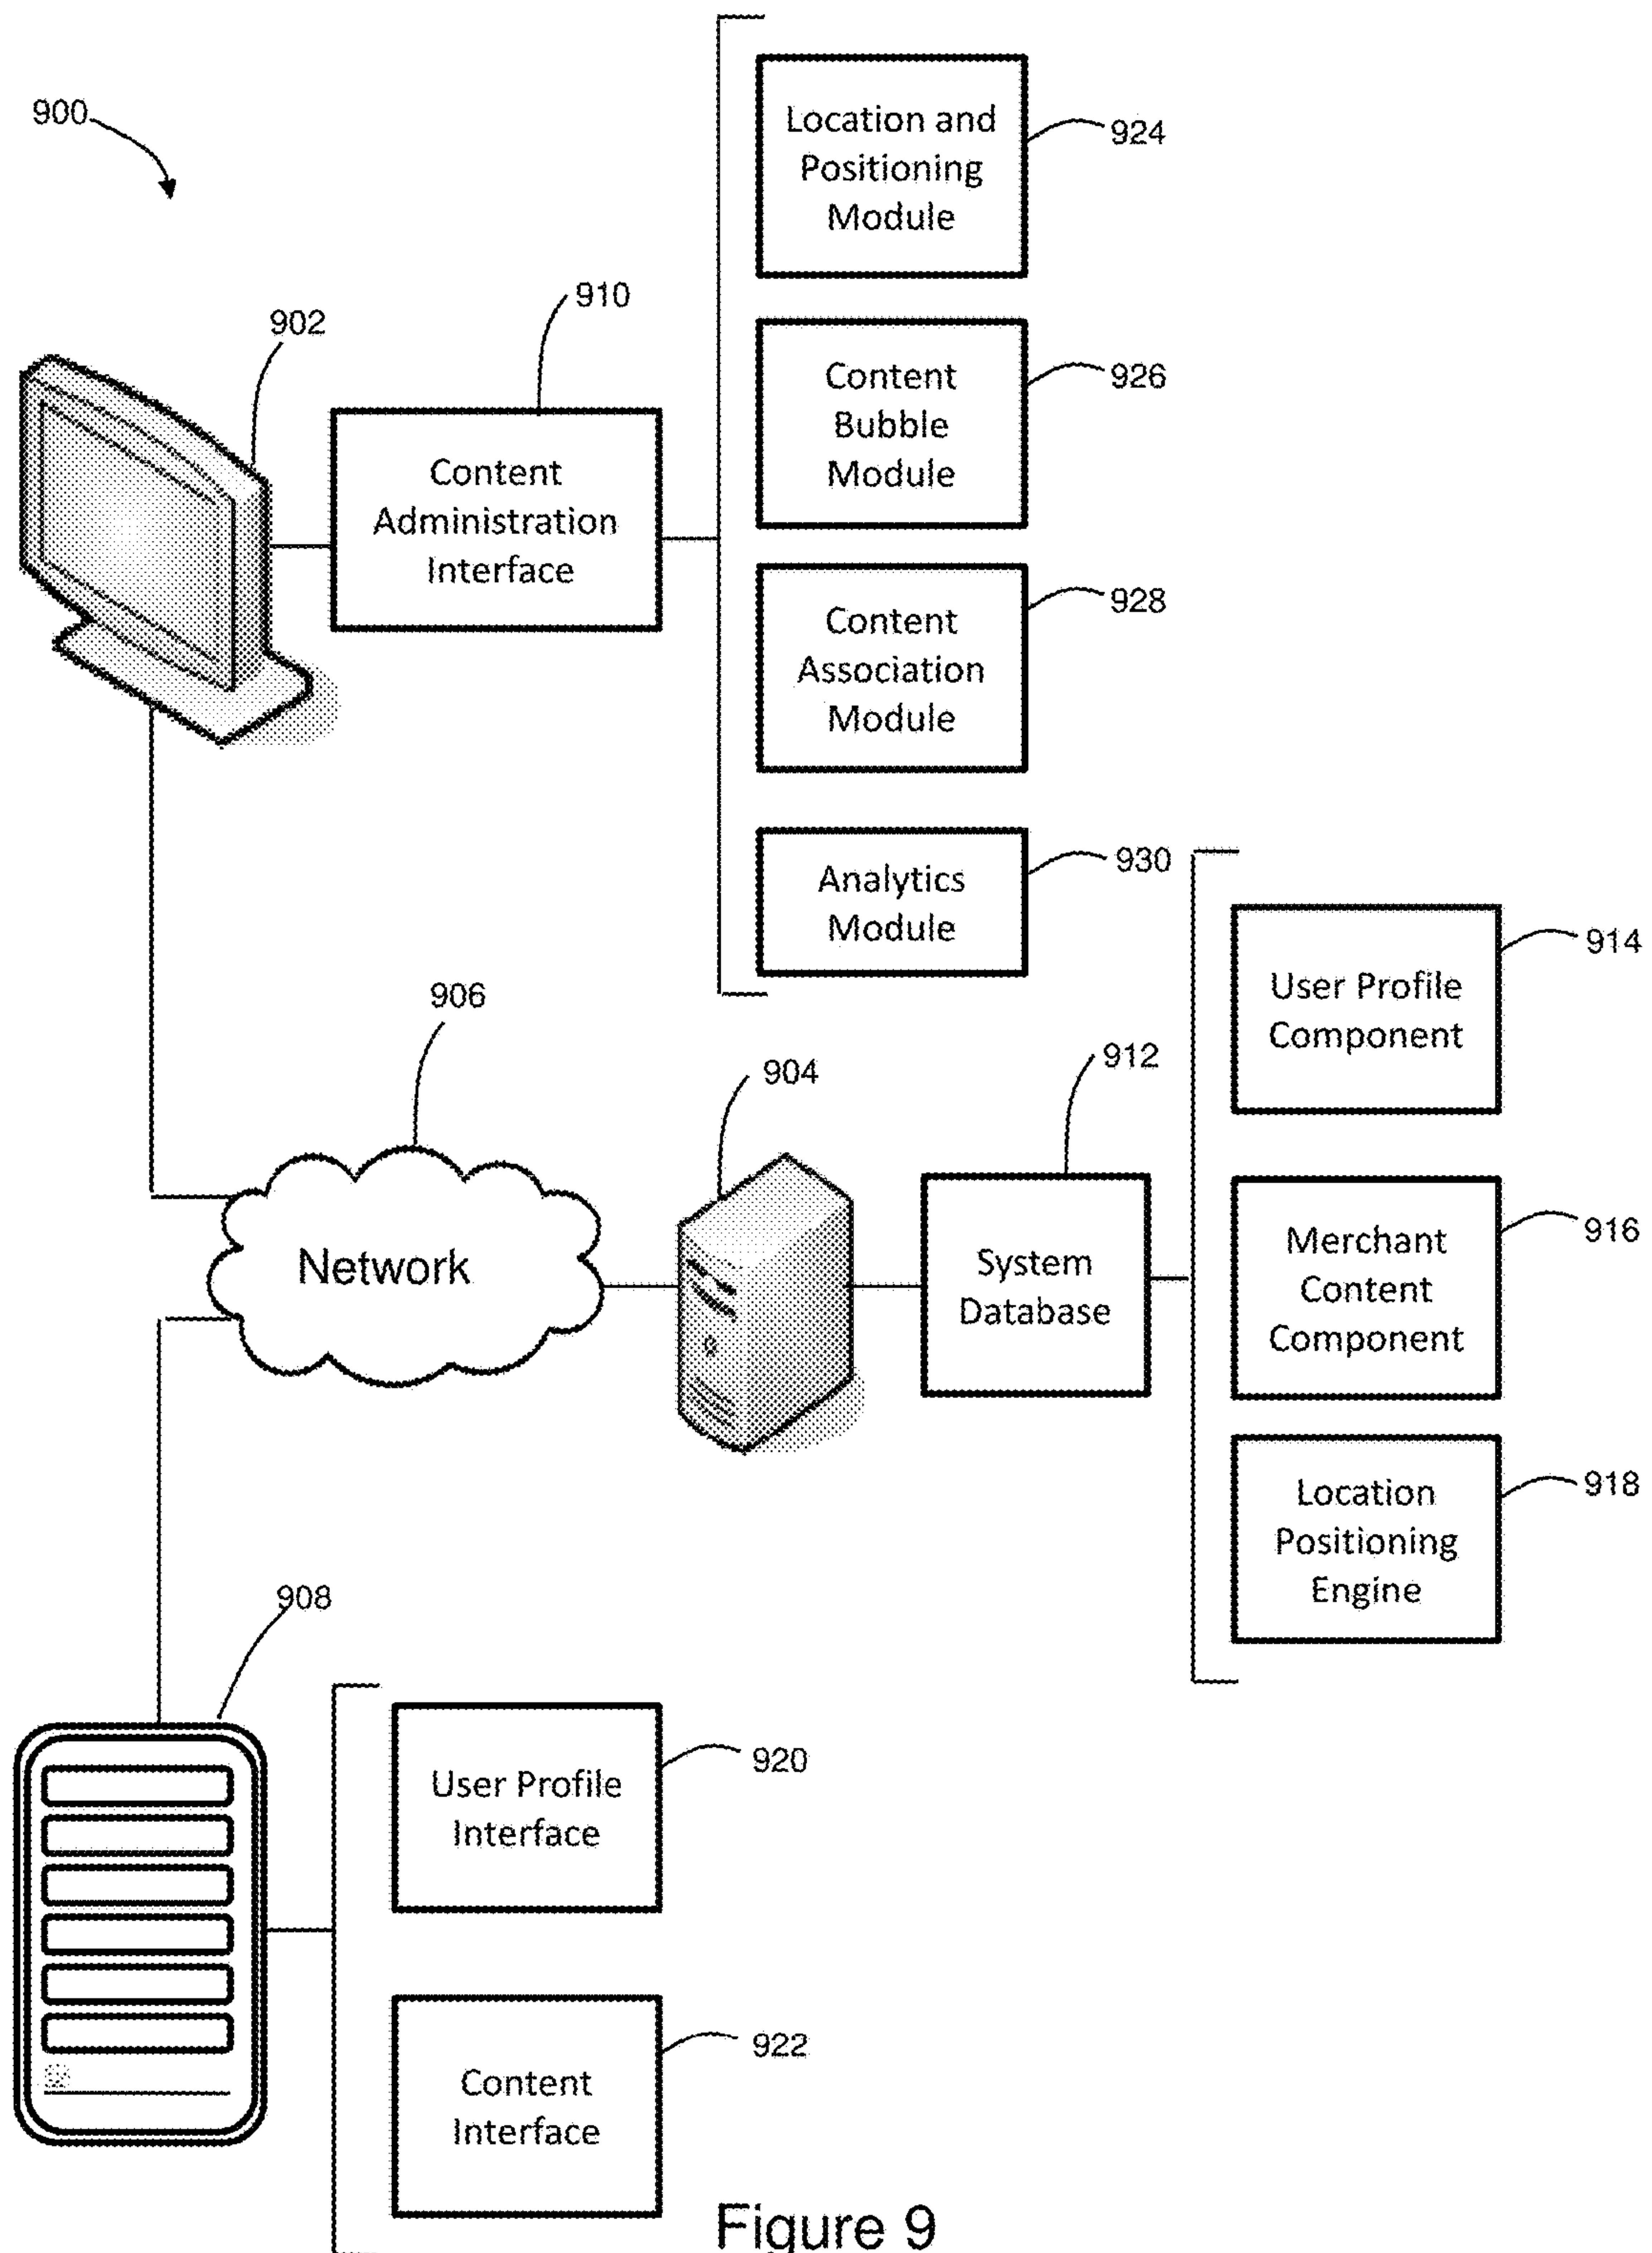 900
Location and
Positioning
Module
924
910
902
Content
Bubble
Module
926
Content
Administration
Interface
Content
Association
Module
928
Analytics
Module
930
User Profile
Component
914
906
904
912
Network
System
Database
Merchant
Content
Component
916
Location
Positioning
Engine
918
908
User Profile
Interface
920
Content
Interface
922
Figure 9